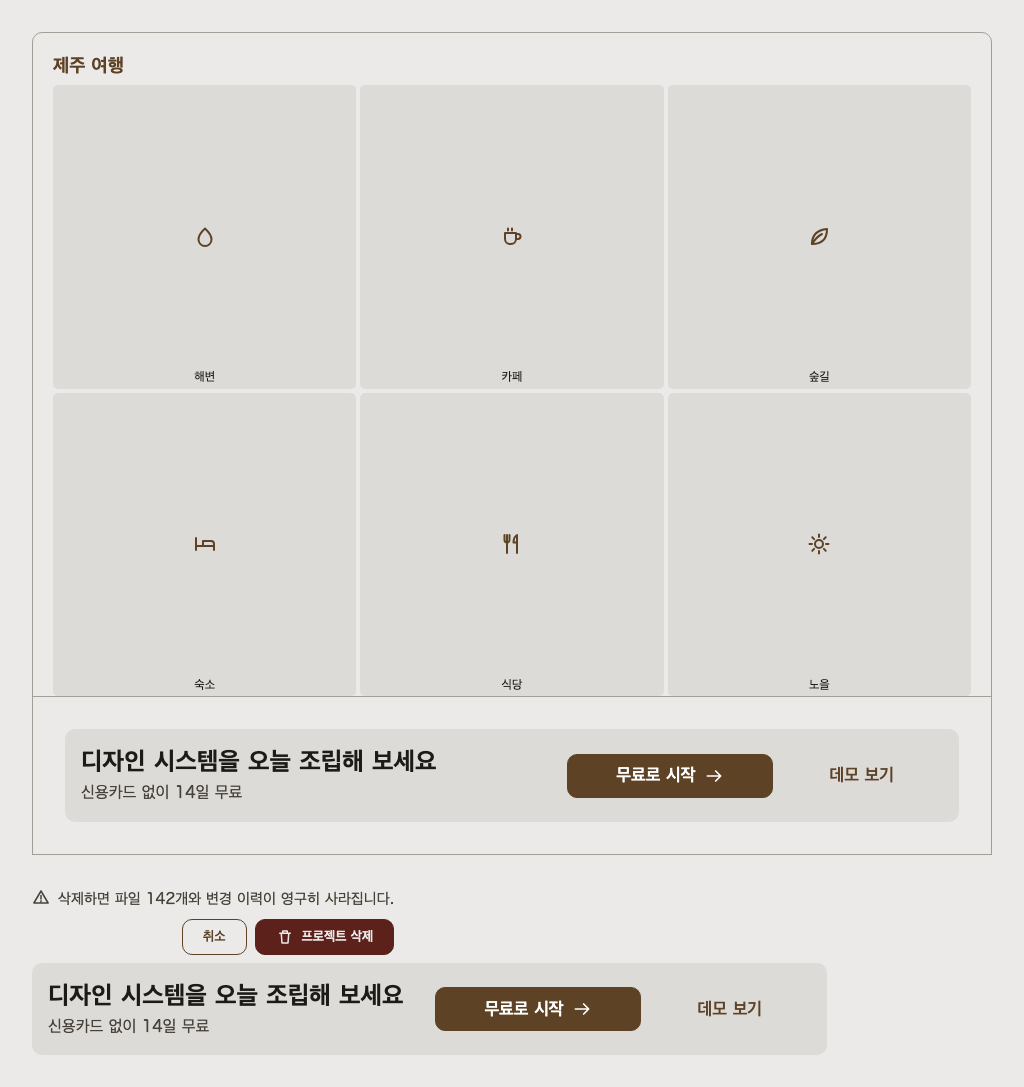 제주 여행
해변
카페
숲길
숙소
식당
노을
디자인 시스템을 오늘 조립해 보세요
신용카드 없이 14일 무료
무료로 시작
데모 보기
삭제하면 파일 142개와 변경 이력이 영구히 사라집니다.
취소
프로젝트 삭제
디자인 시스템을 오늘 조립해 보세요
신용카드 없이 14일 무료
무료로 시작
데모 보기